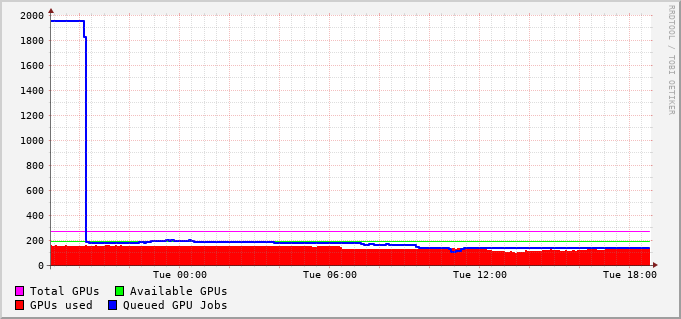 2000
1800
1600
1400
1200
1000
800
600
400
200
0
Tue 00:00 Tue 06:00 Tue 12:00 Tue 18:00
Total GPUs Available GPUs
GPUs used Queued GPU Jobs
RRDTOOL / TOBI OETIKER